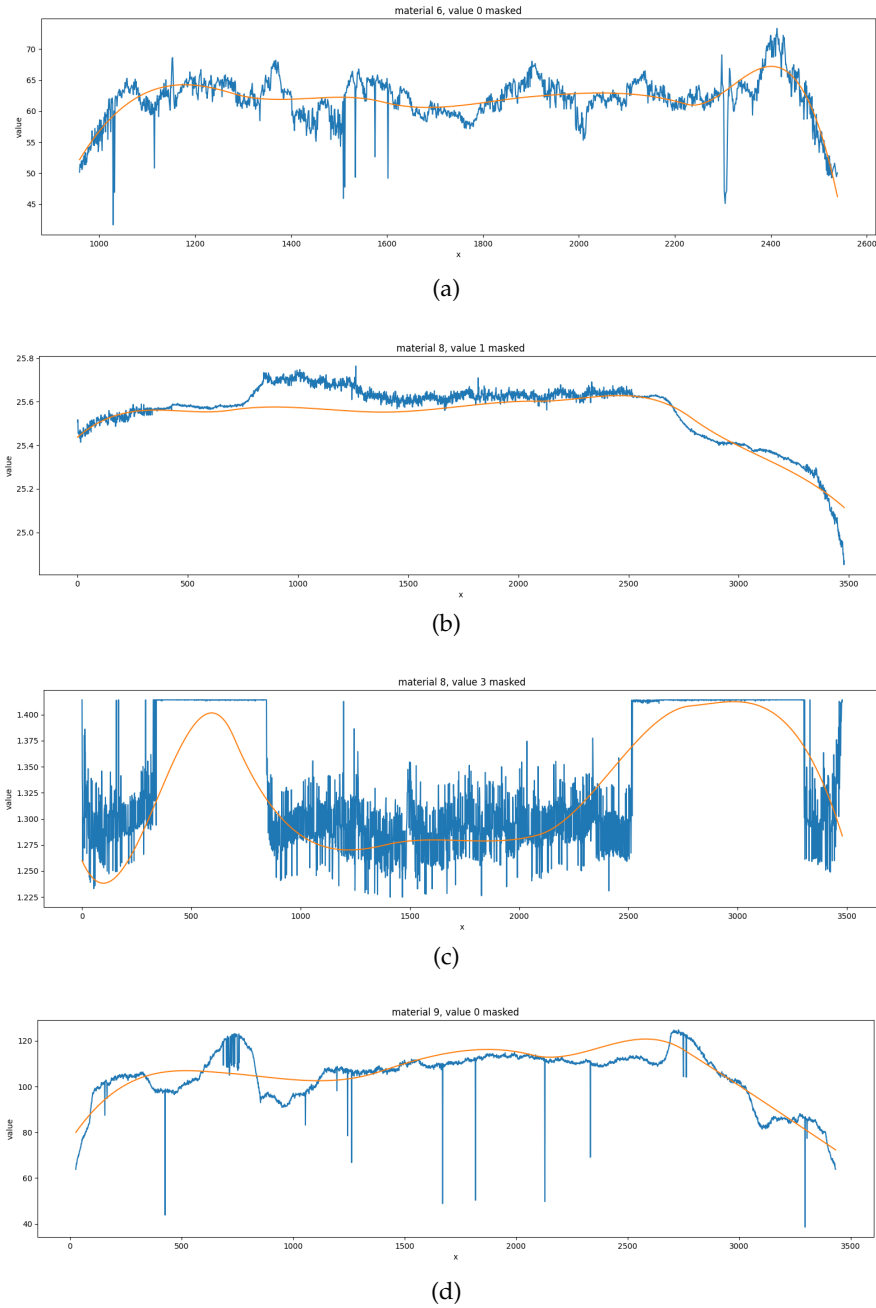 material 6, value 0 masked
70
65
60
55
50
45
value
1000 1200 1400 1600 1800 2000 2200 2400 2600
x
(a)
material 8, value 1 masked
25.8
25.6
25.4
25.2
25.0
value
0 500 1000 1500 2000 2500 3000 3500
x
(b)
material 8, value 3 masked
1.400
1.375
1.350
1.325
1.300
1.275
1.250
1.225
value
0 500 1000 1500 2000 2500 3000 3500
x
(c)
material 9, value 0 masked
120
100
80
60
40
value
0 500 1000 1500 2000 2500 3000 3500
x
(d)